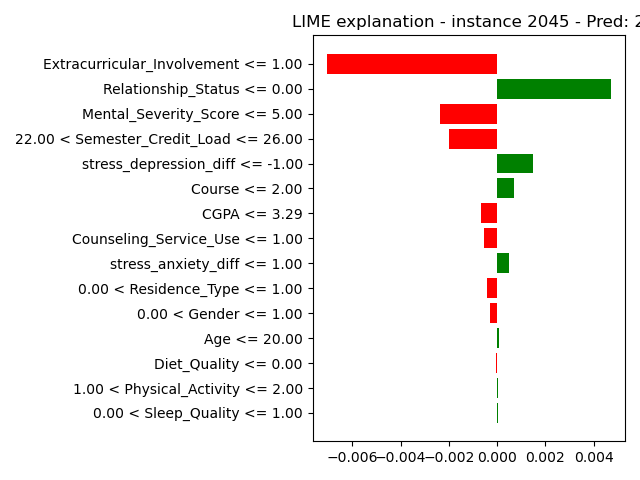 LIME explanation - instance 2045 - Pred: 2
Extracurricular_Involvement <= 1.00
Relationship_Status <= 0.00
Mental_Severity_Score <= 5.00
22.00 < Semester_Credit_Load <= 26.00
stress_depression_diff <= -1.00
Course <= 2.00
CGPA <= 3.29
Counseling_Service_Use <= 1.00
stress_anxiety_diff <= 1.00
0.00 < Residence_Type <= 1.00
0.00 < Gender <= 1.00
Age <= 20.00
Diet_Quality <= 0.00
1.00 < Physical_Activity <= 2.00
0.00 < Sleep_Quality <= 1.00
−0.006 −0.004 −0.002 0.000 0.002 0.004